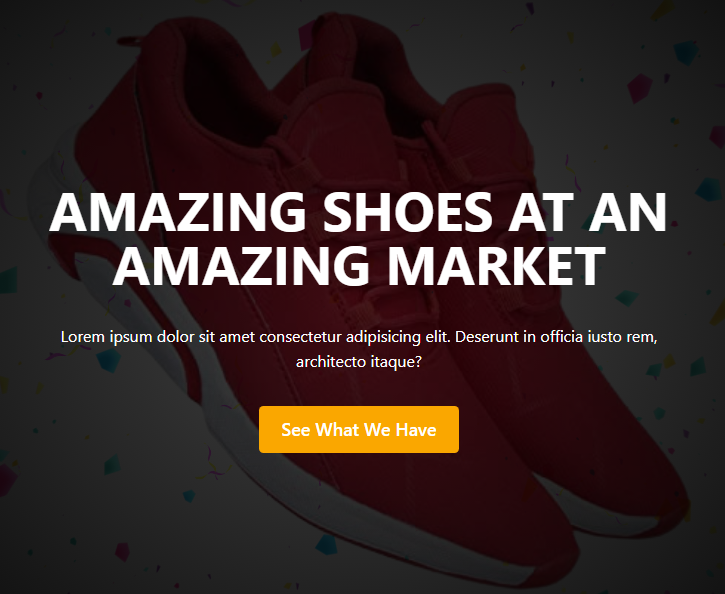 AMAZING SHOES AT AN
AMAZING MARKET
Lorem ipsum dolor sit amet consectetur adipisicing elit. Deserunt in officia iusto rem,
architecto itaque?
See What We Have